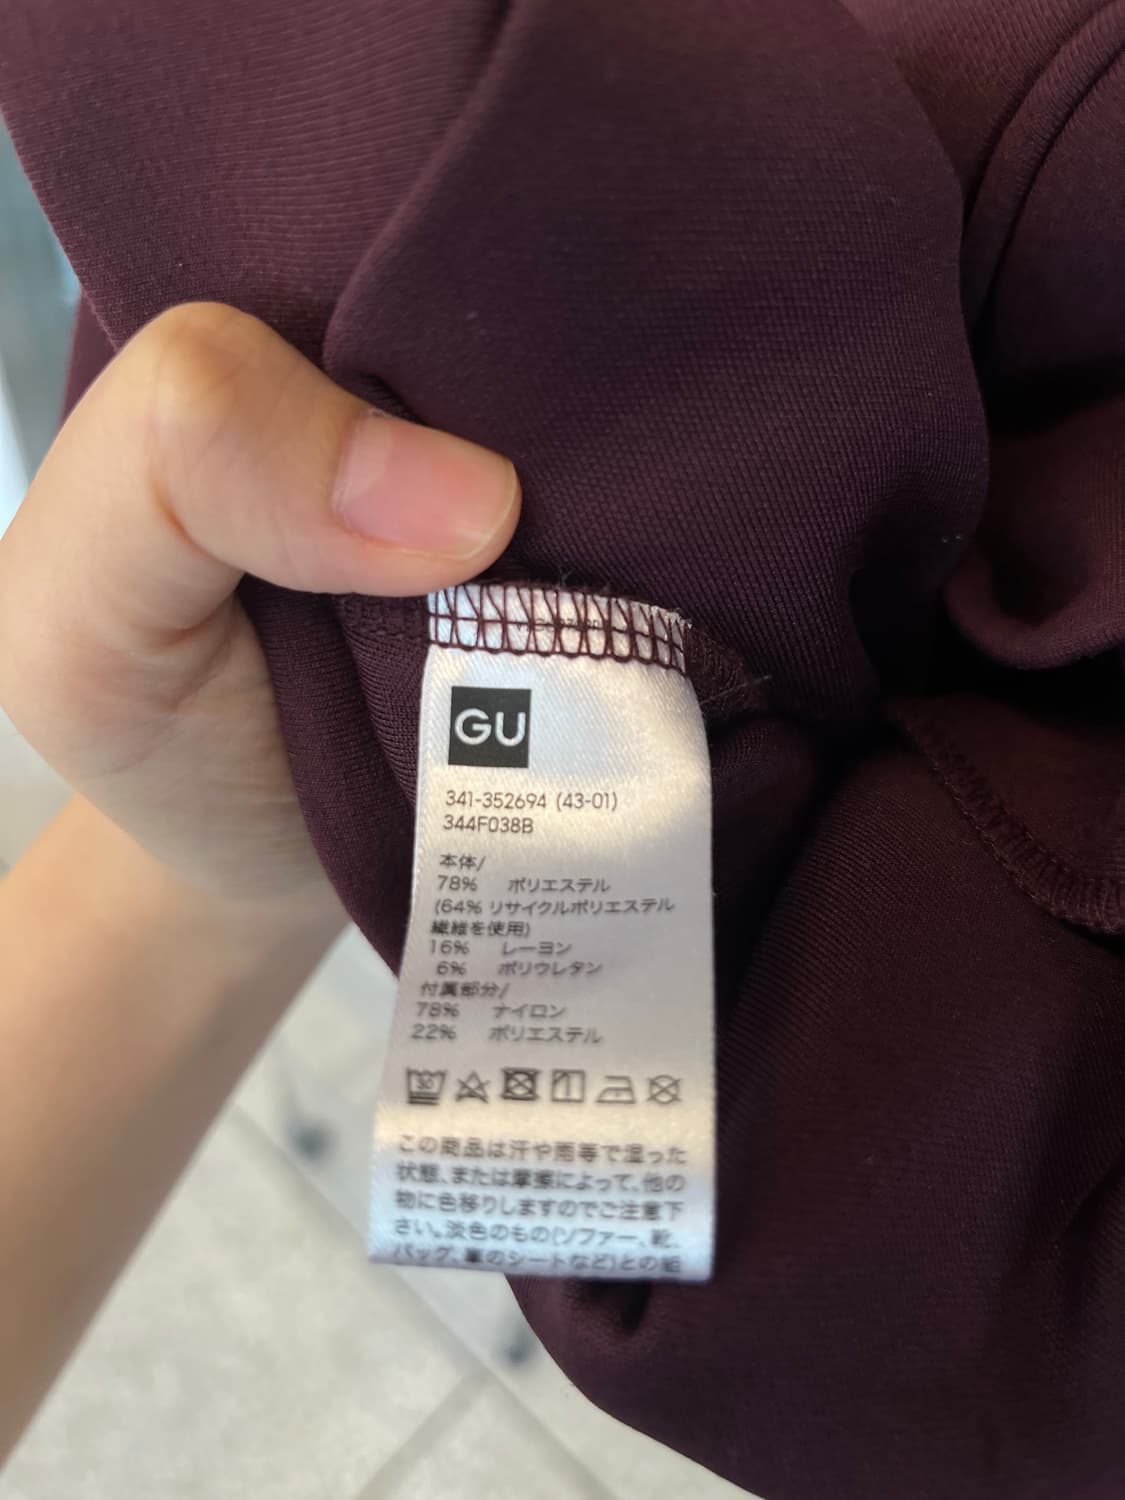 GU
341-352694 (43-01)
344F038B
本体/
78% ポリエステル
(64% リサイクルポリエステル
繊維を使用)
16% レーヨン
6% ポリウレタン
付属部分/
78% ナイロン
22% ポリエステル
30
この商品は汗や雨等で湿った
状態、または摩擦によって、他の
物に色移りしますのでご注意下
さい。淡色のもの(ソファー、靴、
バッグ、車のシートなど)との組